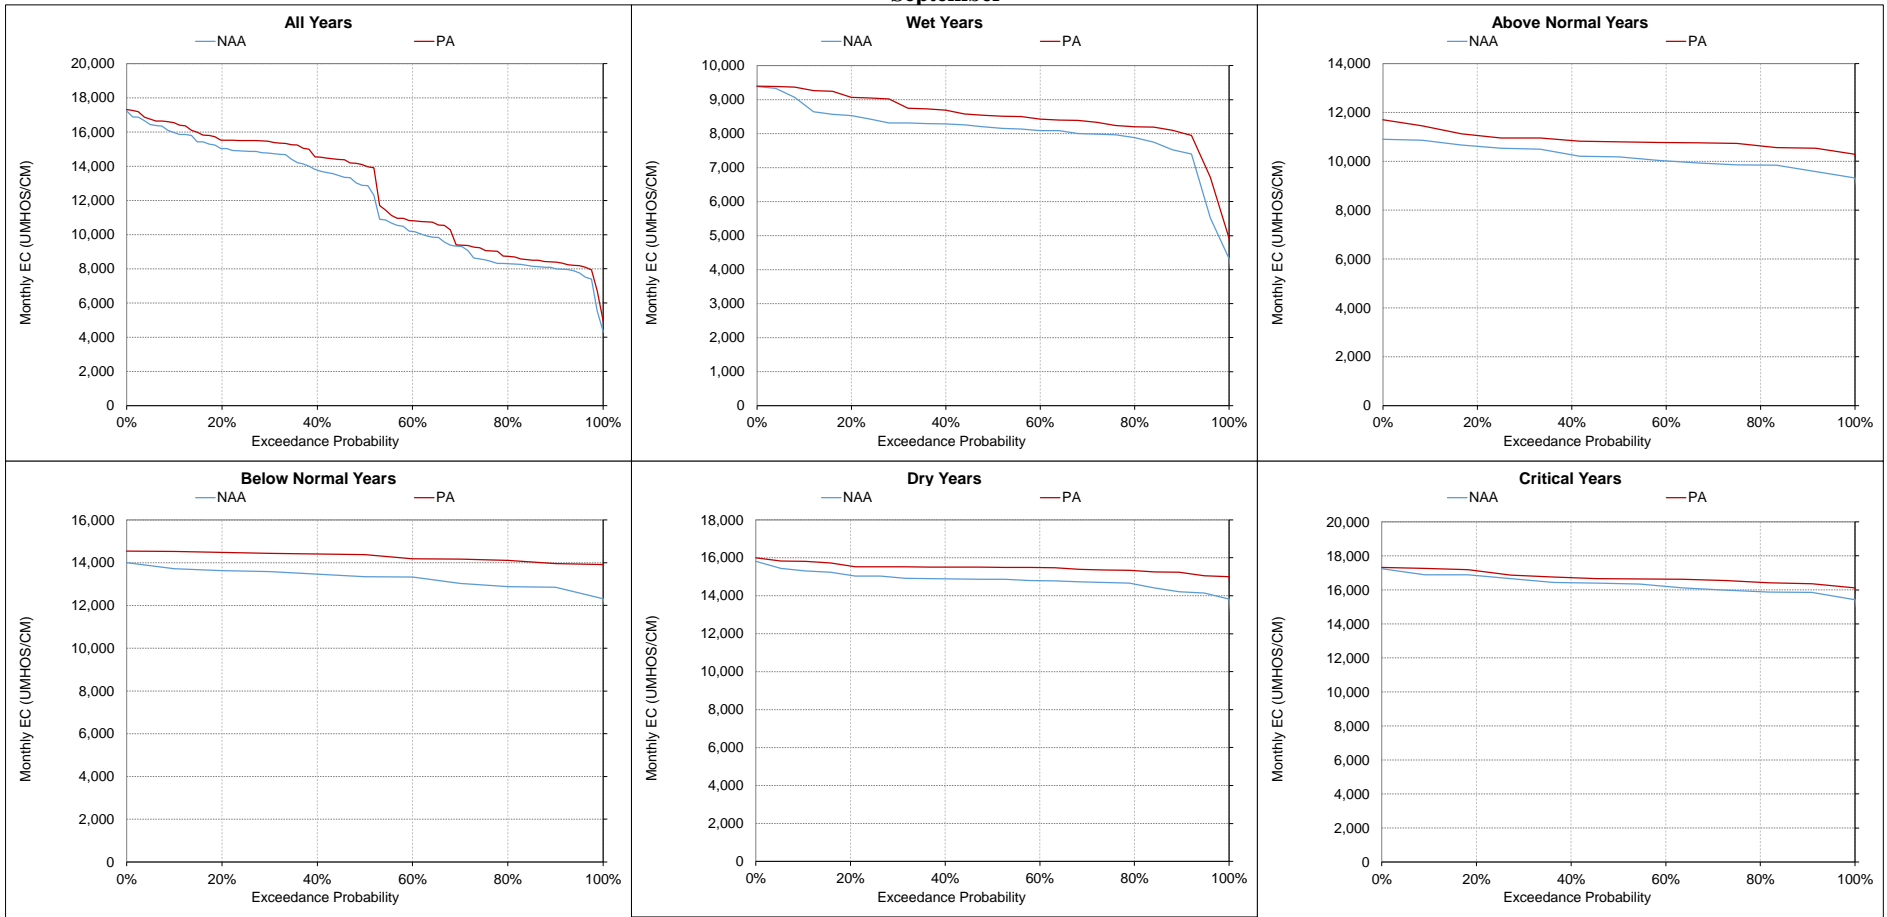 September
All Years
NAA PA
20,000
18,000
16,000
14,000
12,000
10,000
8,000
6,000
4,000
2,000
0
Monthly EC (UMHOS/CM)
0% 20% 40% 60% 80% 100%
Exceedance Probability
Wet Years
NAA PA
10,000
9,000
8,000
7,000
6,000
5,000
4,000
3,000
2,000
1,000
0
Monthly EC (UMHOS/CM)
0% 20% 40% 60% 80% 100%
Exceedance Probability
Above Normal Years
NAA PA
14,000
12,000
10,000
8,000
6,000
4,000
2,000
0
Monthly EC (UMHOS/CM)
0% 20% 40% 60% 80% 100%
Exceedance Probability
Below Normal Years
NAA PA
16,000
14,000
12,000
10,000
8,000
6,000
4,000
2,000
0
Monthly EC (UMHOS/CM)
0% 20% 40% 60% 80% 100%
Exceedance Probability
Dry Years
NAA PA
18,000
16,000
14,000
12,000
10,000
8,000
6,000
4,000
2,000
0
Monthly EC (UMHOS/CM)
0% 20% 40% 60% 80% 100%
Exceedance Probability
Critical Years
NAA PA
20,000
18,000
16,000
14,000
12,000
10,000
8,000
6,000
4,000
2,000
0
Monthly EC (UMHOS/CM)
0% 20% 40% 60% 80% 100%
Exceedance Probability